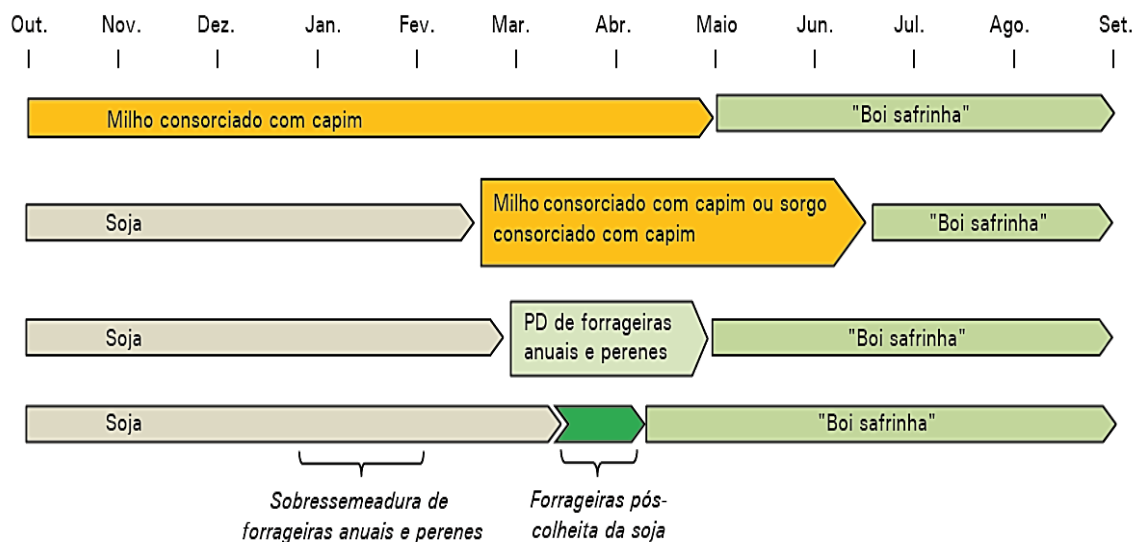 Out. Nov. Dez. Jan. Fev. Mar. Abr. Maio Jun. Jul. Ago. Set.
Milho consorciado com capim
"Boi safrinha"
Soja
Milho consorciado com capim ou sorgo
consorciado com capim
"Boi safrinha"
Soja
PD de forrageiras
anuais e perenes
"Boi safrinha"
Soja
"Boi safrinha"
Sobressemeadura de
forrageiras anuais e perenes
Forrageiras pós-
colheita da soja